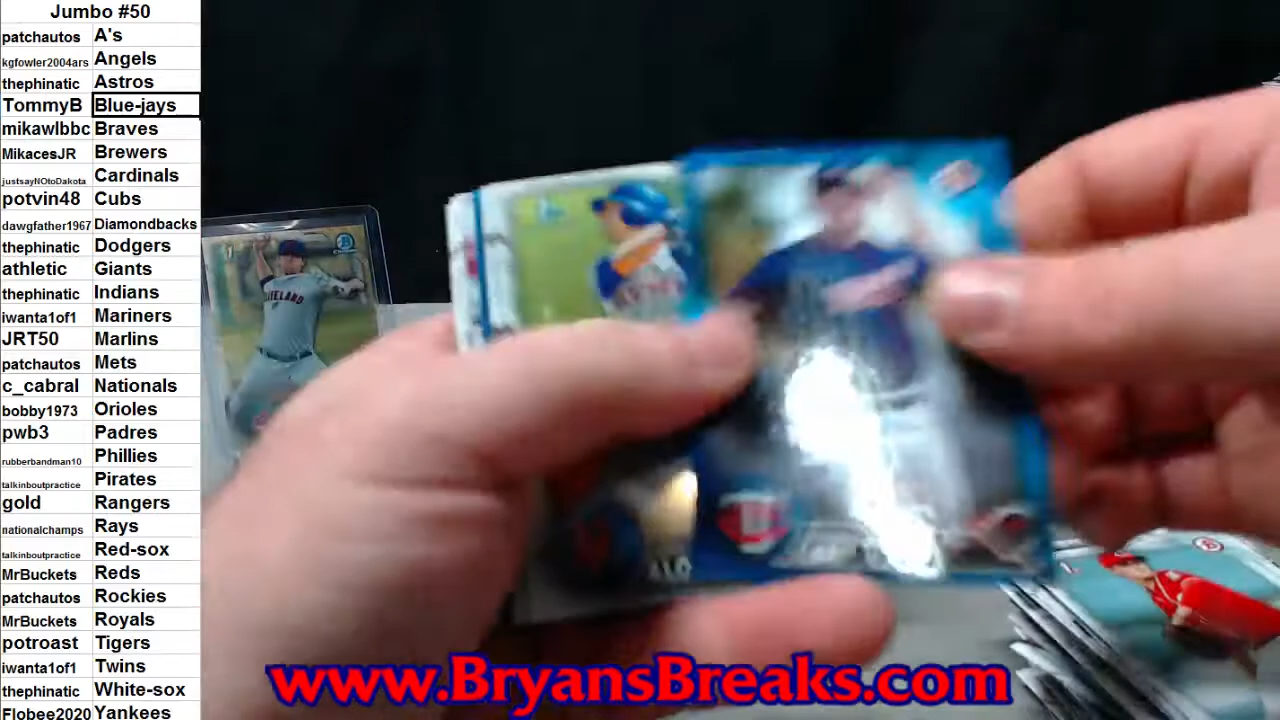 Jumbo #50
patchautos A's
kgfowler2004ars Angels
thephinatic Astros
TommyB Blue-jays
mikawlbbc Braves
MikacesJR Brewers
justsayNOtoDakota Cardinals
potvin48 Cubs
dawgfather1967 Diamondbacks
thephinatic Dodgers
athletic Giants
thephinatic Indians
iwanta1of1 Mariners
JRT50 Marlins
patchautos Mets
c_cabral Nationals
bobby1973 Orioles
pwb3 Padres
rubberbandman10 Phillies
talkinboutpractice Pirates
gold Rangers
nationalchamps Rays
talkinboutpractice Red-sox
MrBuckets Reds
patchautos Rockies
MrBuckets Royals
potroast Tigers
iwanta1of1 Twins
thephinatic White-sox
Flobee2020 Yankees
CLEVELAND
www.BryansBreaks.com